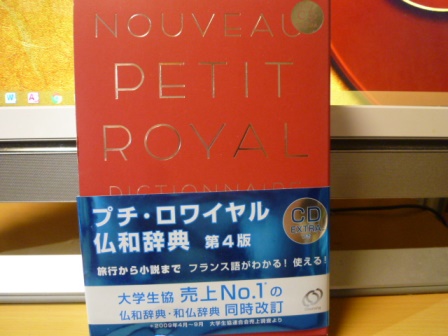 NOUVEAU
PETIT
ROYAL
DICTIONNAIRE
プチ・ロワイヤル
仏和辞典 第4版
CD
EXTRA
旅行から小説まで フランス語がわかる!使える!
大学生協 売上No.1*の
仏和辞典・和仏辞典 同時改訂
W A